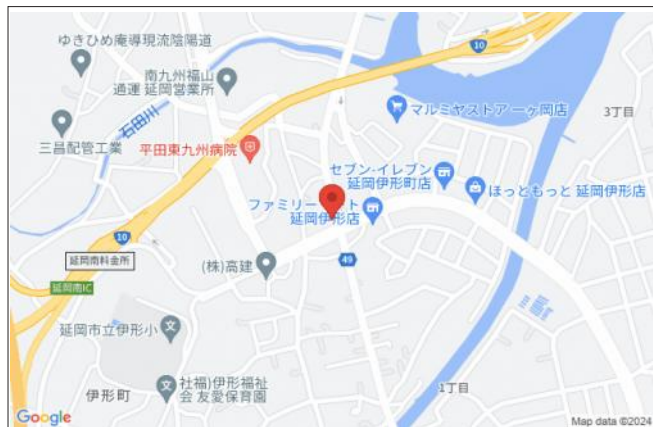 ゆきひめ庵導現流陰陽道
10
南九州福山
通運 延岡営業所
マルミヤストアー ヶ岡店
3丁目
石田川
三昌配管工業
平田東九州病院
セブン-イレブン
延岡伊形町店
ほっともっと 延岡伊形店
ファミリー ト
延岡伊形店
10
延岡南料金所
49
(株)高建
延岡南IC
延岡市立伊形小
社福)伊形福祉
会 友愛保育園
伊形町
1丁目
Google
Map data ©2024